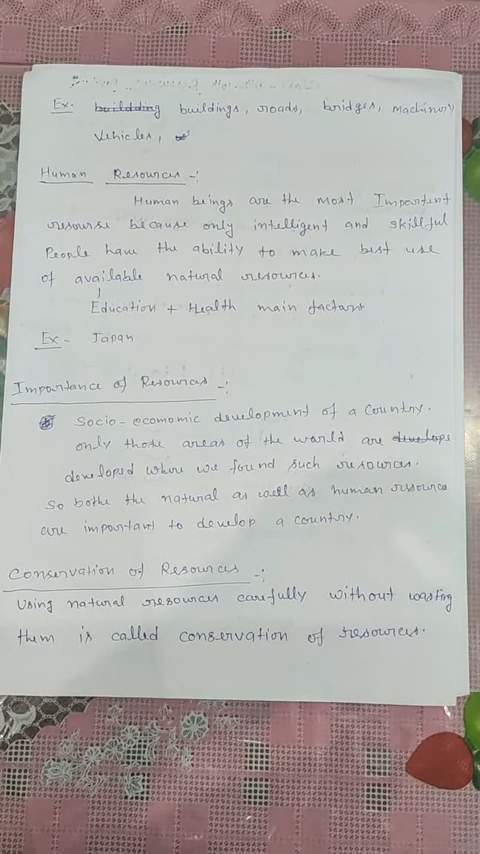 Ex. buildings, roads, bridges, machinery
vehicles,
Human Resources -:
Human beings are the most Important
resourse because only intelligent and skillful
People have the ability to make best use
of available natural resources.
Education + Health main factors
Ex - Japan
Importance of Resources -:
Socio-economic development of a country.
only those areas of the world are
developed where we found such resources.
So bothe the natural as well as human resources
are important to develop a country.
Conservation of Resources -:
Using natural resources carefully without wasting
them is called conservation of resources.